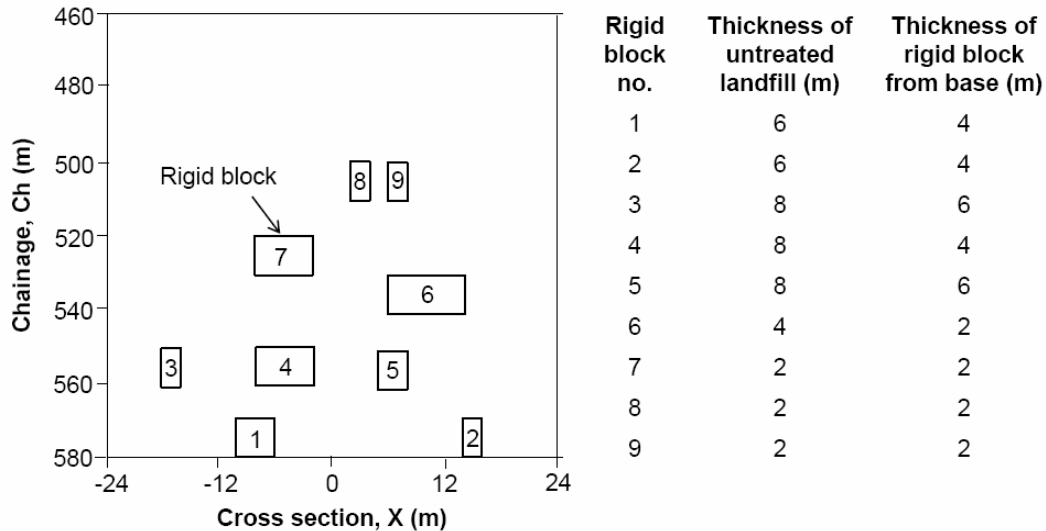 460
480
500
520
540
560
580
Chainage, Ch (m)
-24
-12
0
12
24
Cross section, X (m)
Rigid block
8
9
7
6
3
4
5
1
2
Rigid block no.
Thickness of untreated landfill (m)
Thickness of rigid block from base (m)
1 6 4
2 6 4
3 8 6
4 8 4
5 8 6
6 4 2
7 2 2
8 2 2
9 2 2